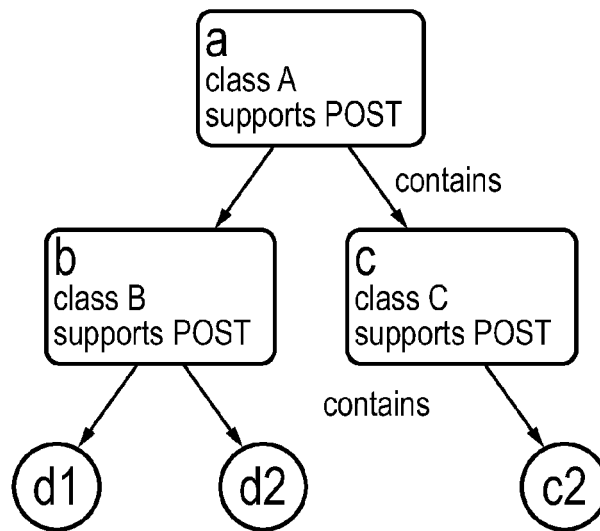 a
class A
supports POST
contains
b
class B
supports POST
c
class C
supports POST
contains
d1
d2
c2